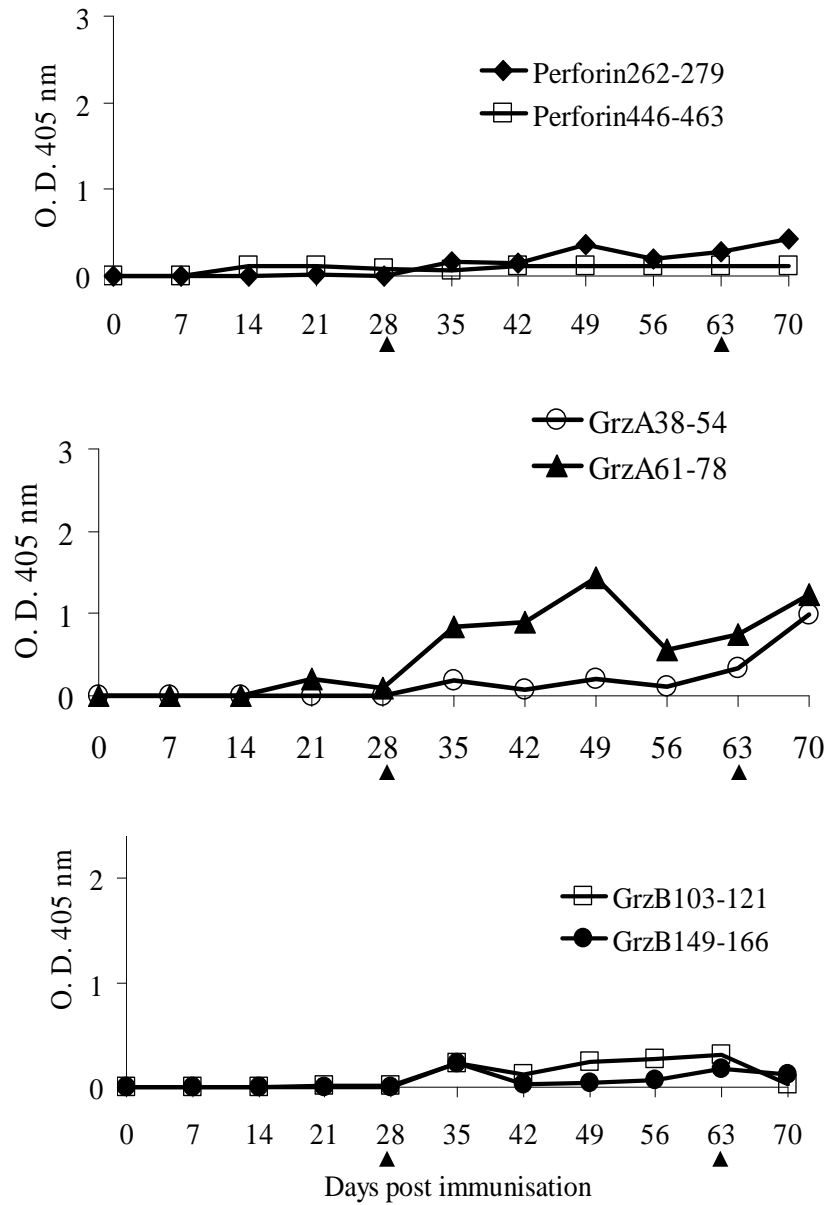 3
Perforin262-279
Perforin446-463
2
O. D. 405 nm
1
0
0 7 14 21 28 35 42 49 56 63 70
GrzA38-54
GrzA61-78
3
2
O. D. 405 nm
1
0
0 7 14 21 28 35 42 49 56 63 70
2
GrzB103-121
GrzB149-166
O. D. 405 nm
1
0
0 7 14 21 28 35 42 49 56 63 70
Days post immunisation